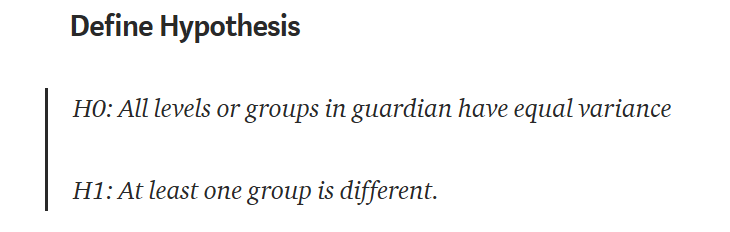 Define Hypothesis
H0: All levels or groups in guardian have equal variance
H1: At least one group is different.